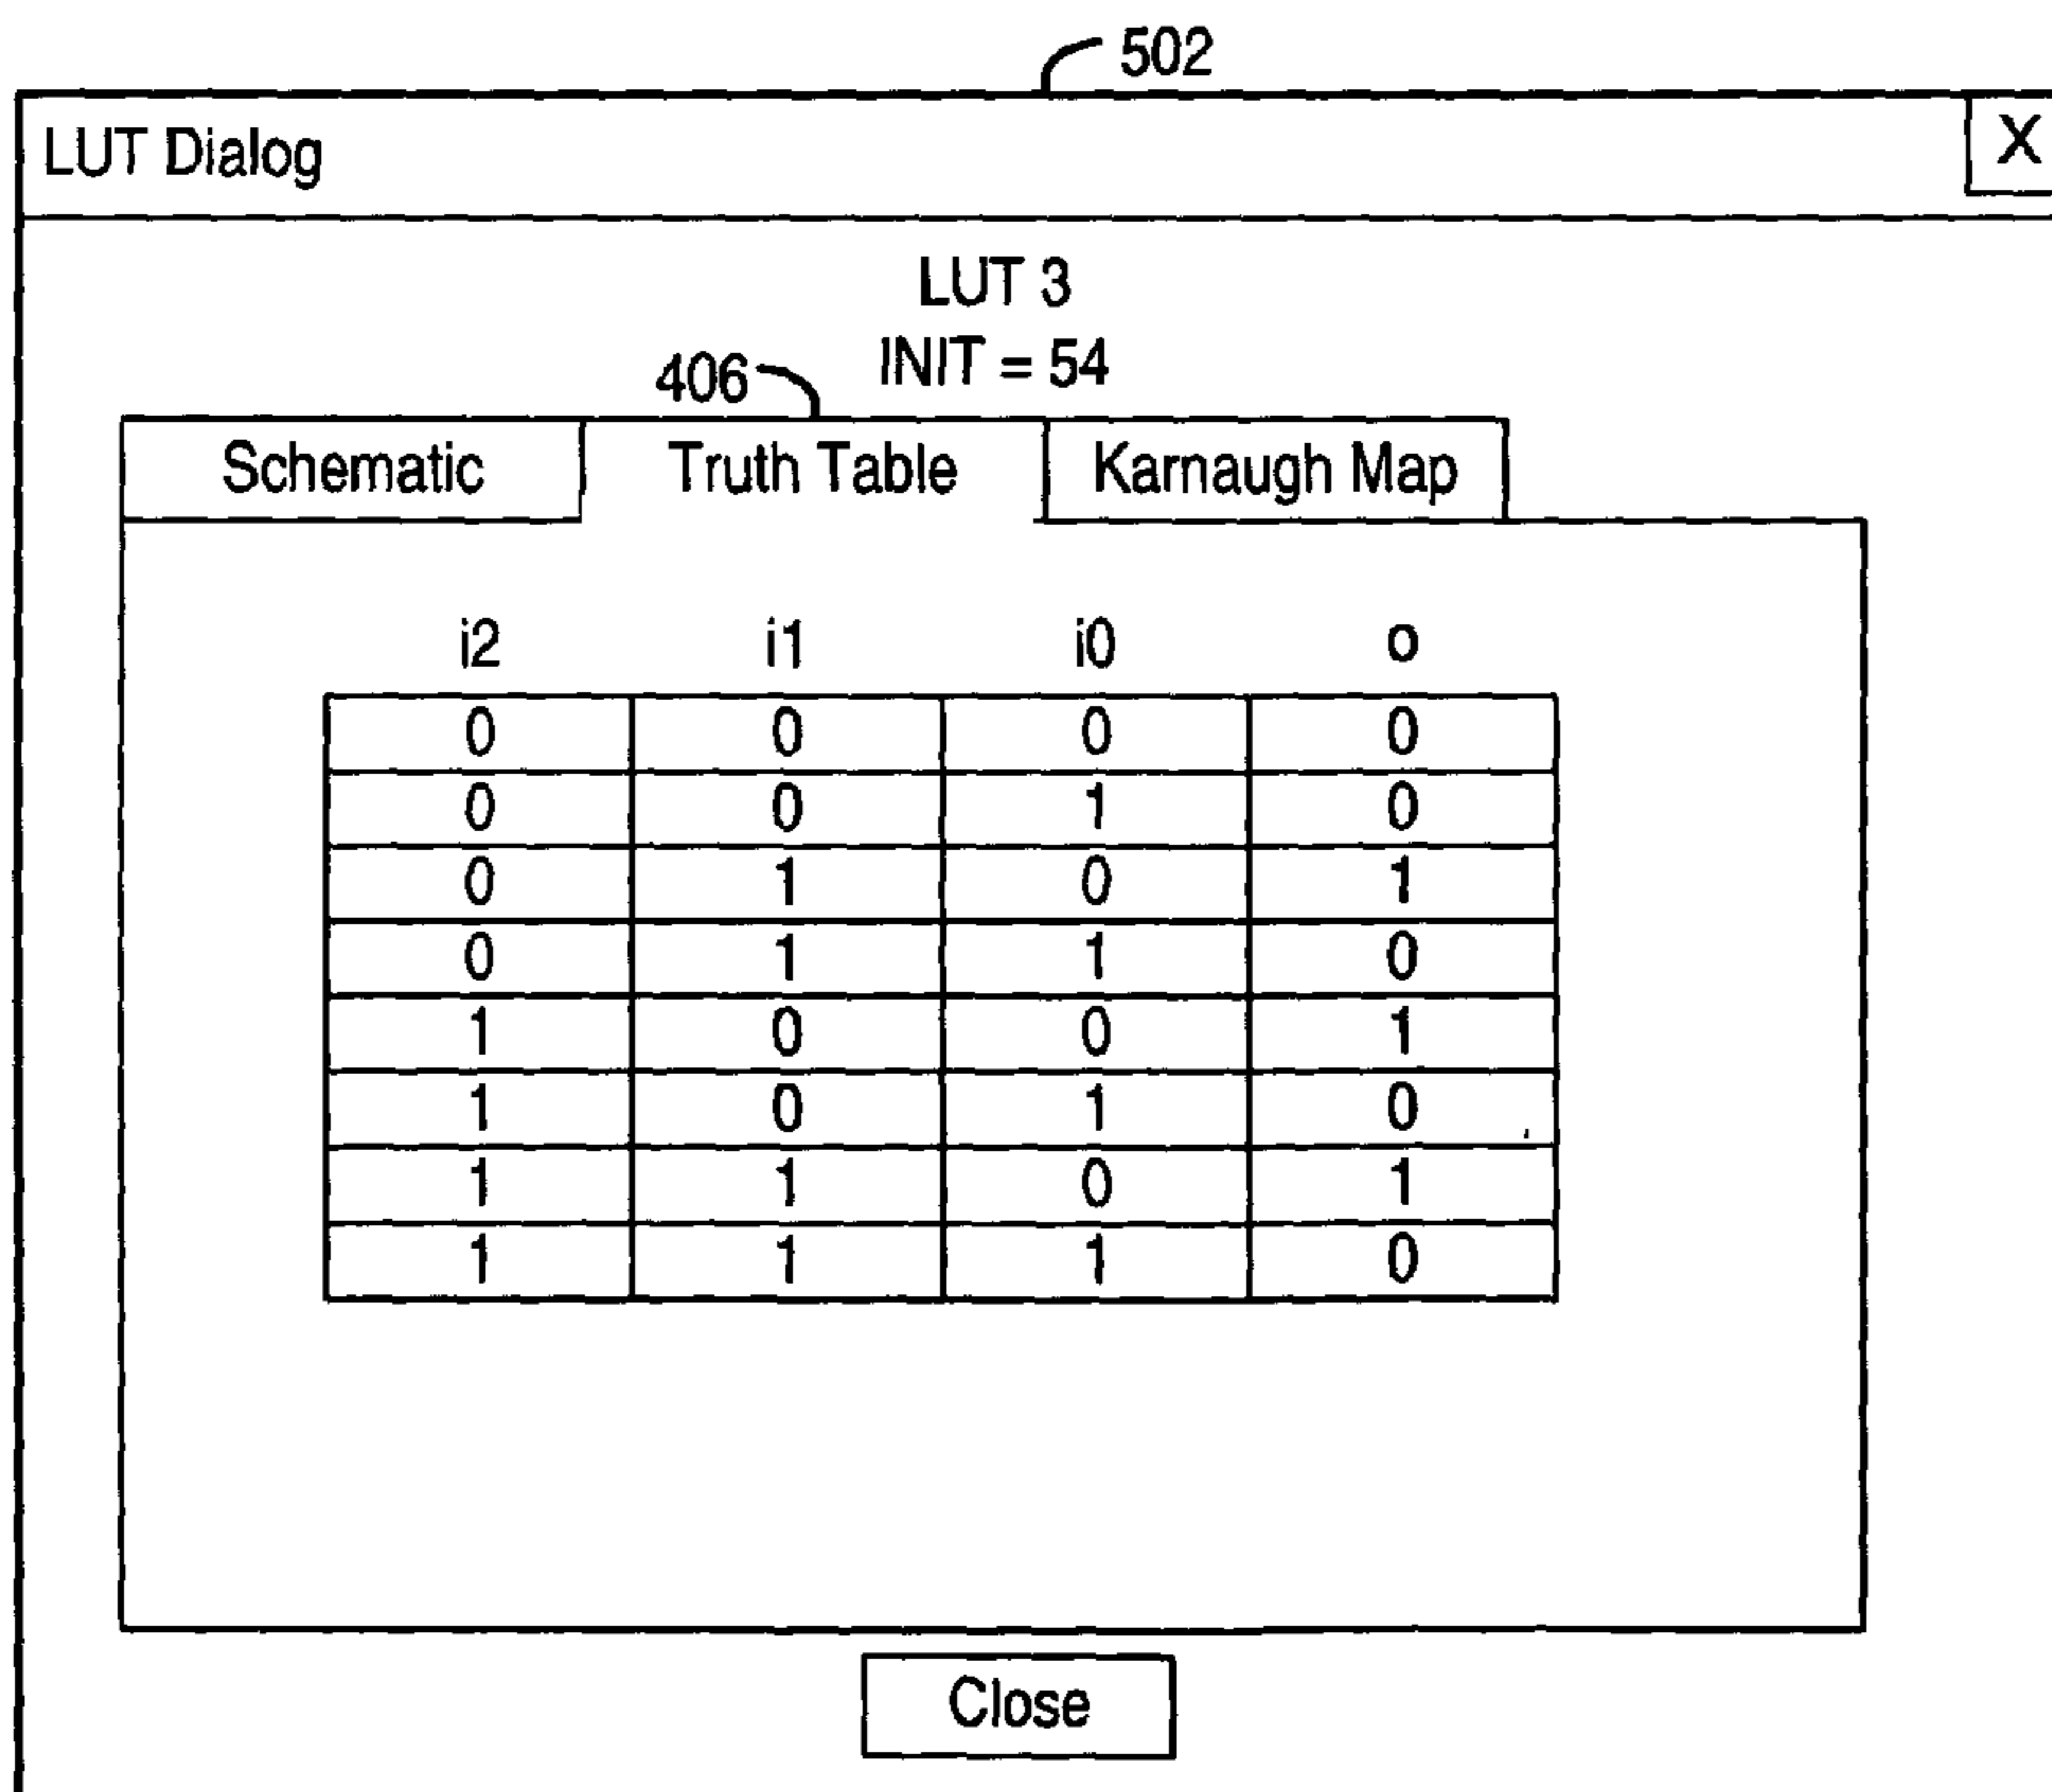 502
LUT Dialog X
LUT 3
INIT = 54
406
Schematic Truth Table Karnaugh Map
i2 i1 i0 o
0 0 0 0
0 0 1 0
0 1 0 1
0 1 1 0
1 0 0 1
1 0 1 0
1 1 0 1
1 1 1 0
Close